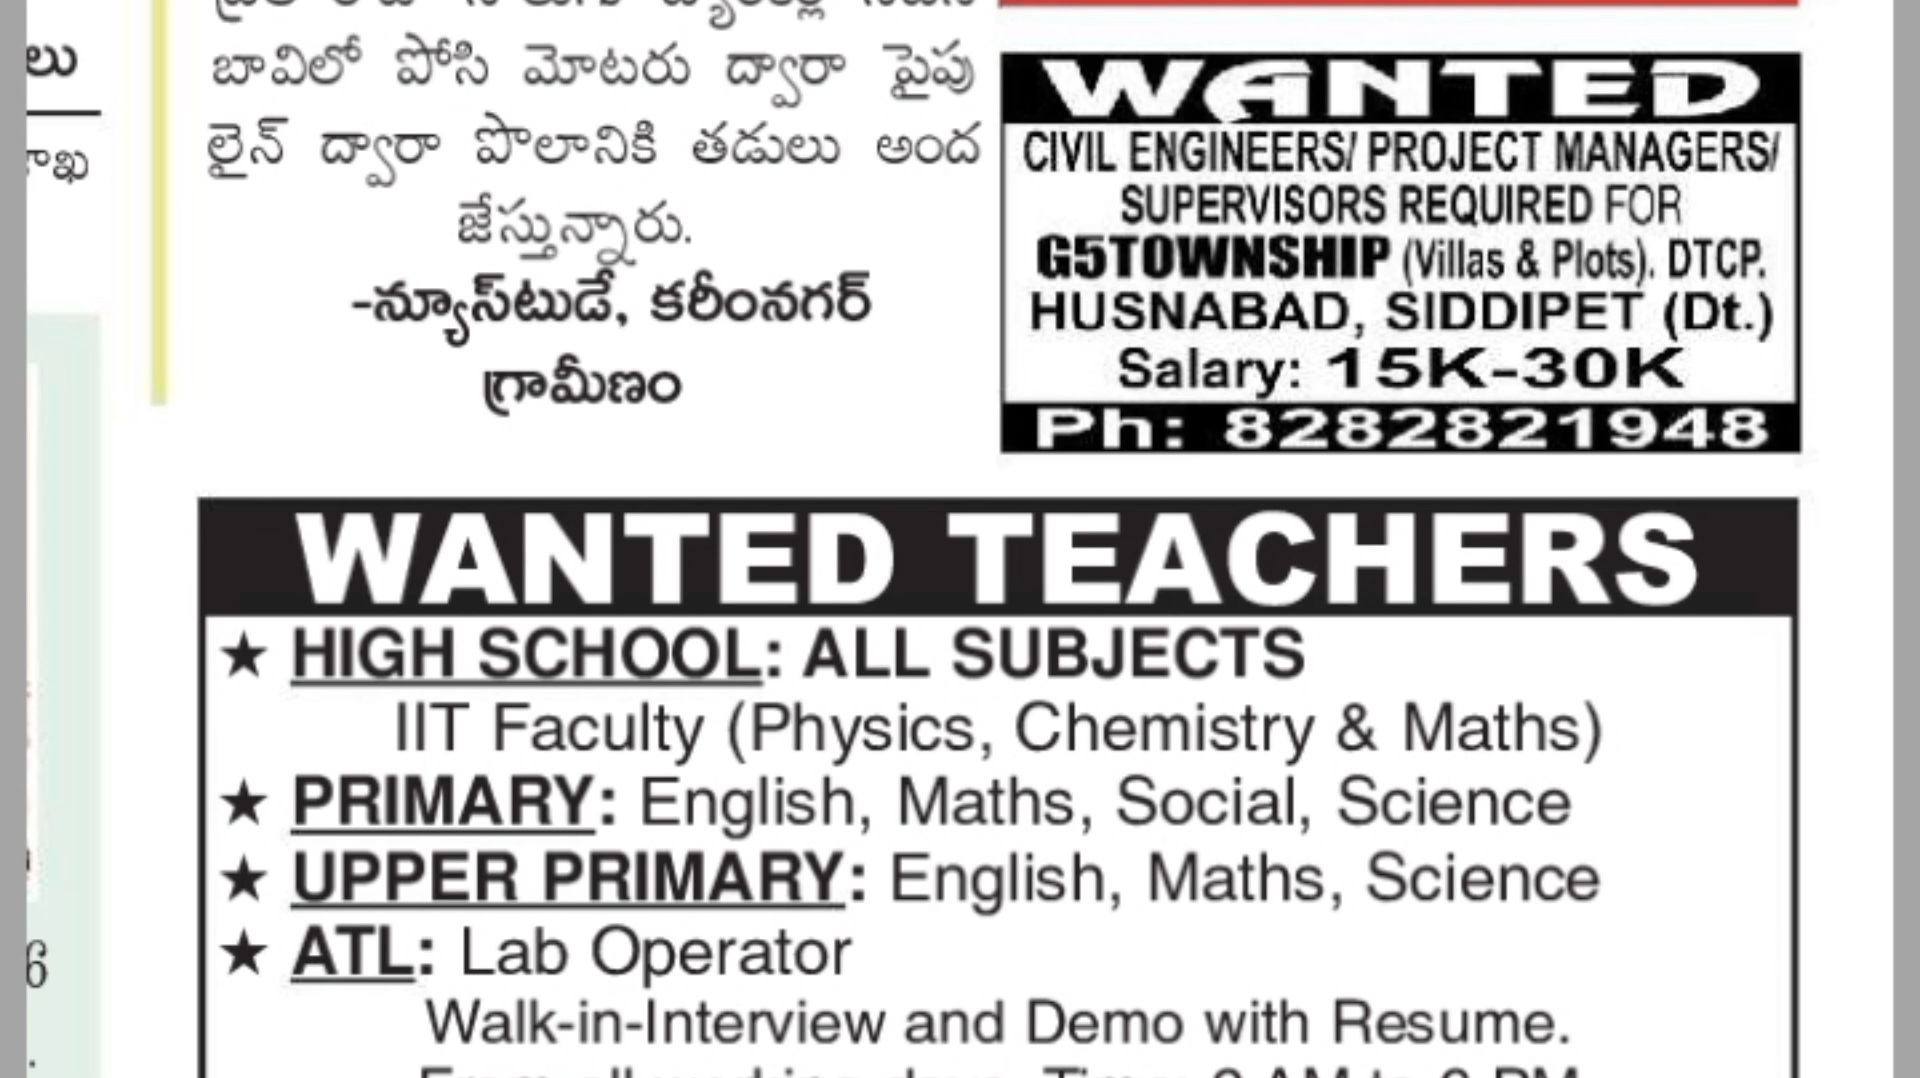 లు
బావిలో పోసి మోటరు ద్వారా పైపు
లైన్ ద్వారా పొలానికి తడులు అంద
జేస్తున్నారు.
-న్యూస్‌టుడే, కరీంనగర్
గ్రామీణం
WANTED
CIVIL ENGINEERS/ PROJECT MANAGERS/
SUPERVISORS REQUIRED FOR
G5TOWNSHIP (Villas & Plots). DTCP.
HUSNABAD, SIDDIPET (Dt.)
Salary: 15K-30K
Ph: 8282821948
WANTED TEACHERS
★ HIGH SCHOOL: ALL SUBJECTS
IIT Faculty (Physics, Chemistry & Maths)
★ PRIMARY: English, Maths, Social, Science
★ UPPER PRIMARY: English, Maths, Science
★ ATL: Lab Operator
Walk-in-Interview and Demo with Resume.
6